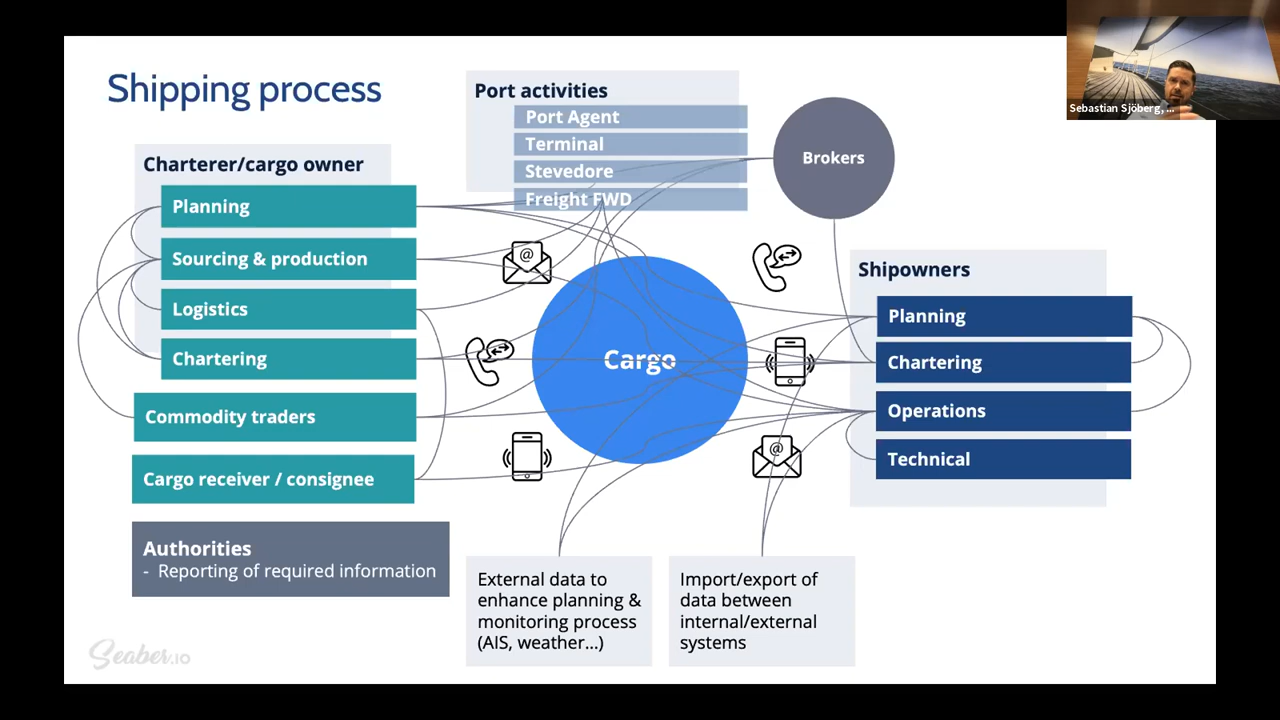 Shipping process
Sebastian Sjöberg, ...
Port activities
Port Agent
Terminal
Stevedore
Freight FWD
Brokers
Charterer/cargo owner
Planning
Sourcing & production
Logistics
Chartering
Commodity traders
Cargo receiver / consignee
Authorities
- Reporting of required information
@
Cargo
Shipowners
Planning
Chartering
Operations
Technical
@
External data to
enhance planning &
monitoring process
(AIS, weather...)
Import/export of
data between
internal/external
systems
Seaber.IO